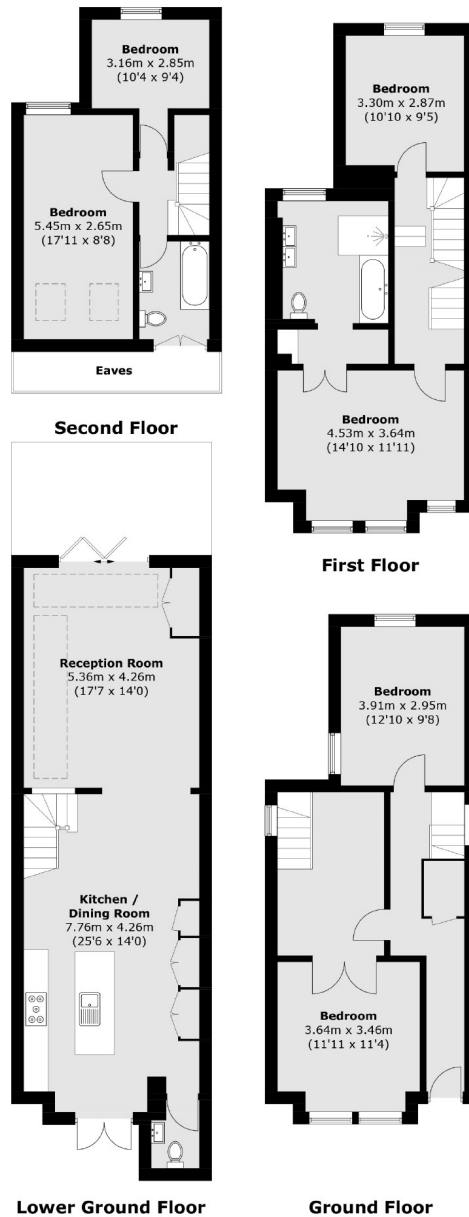 Bedroom
3.16m x 2.85m
(10'4 x 9'4)
Bedroom
5.45m x 2.65m
(17'11 x 8'8)
Eaves
Second Floor
Bedroom
3.30m x 2.87m
(10'10 x 9'5)
Bedroom
4.53m x 3.64m
(14'10 x 11'11)
First Floor
Reception Room
5.36m x 4.26m
(17'7 x 14'0)
Kitchen /
Dining Room
7.76m x 4.26m
(25'6 x 14'0)
Lower Ground Floor
Bedroom
3.91m x 2.95m
(12'10 x 9'8)
Bedroom
3.64m x 3.46m
(11'11 x 11'4)
Ground Floor